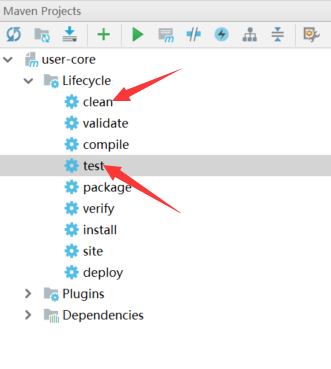 Maven Projects
user-core
Lifecycle
clean
validate
compile
test
package
verify
install
site
deploy
Plugins
Dependencies